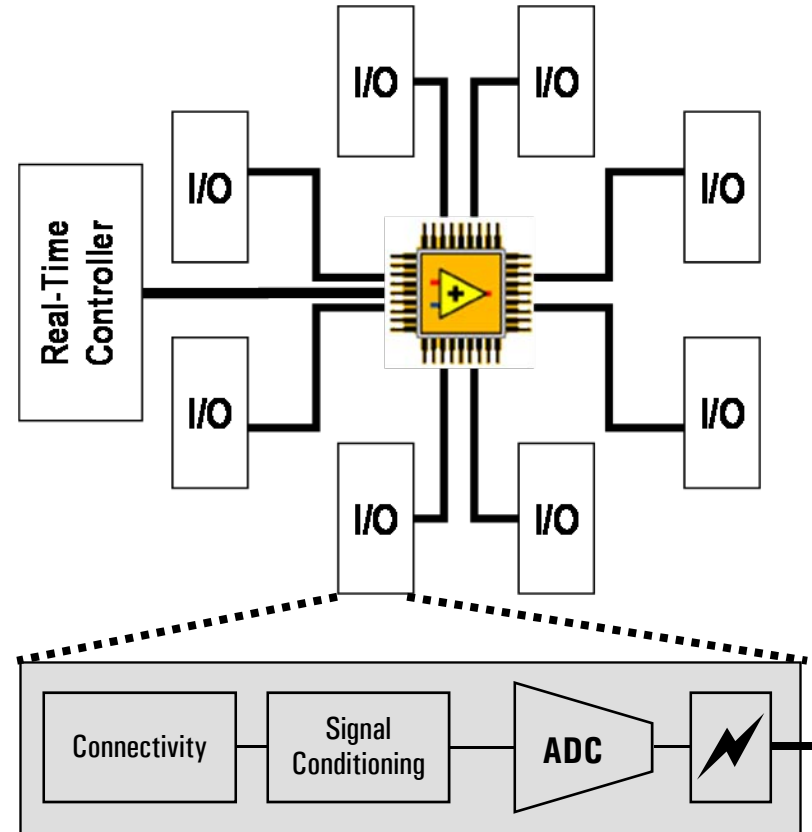 I/O
I/O
I/O
I/O
Real-Time
Controller
I/O
I/O
I/O
I/O
Connectivity
Signal
Conditioning
ADC